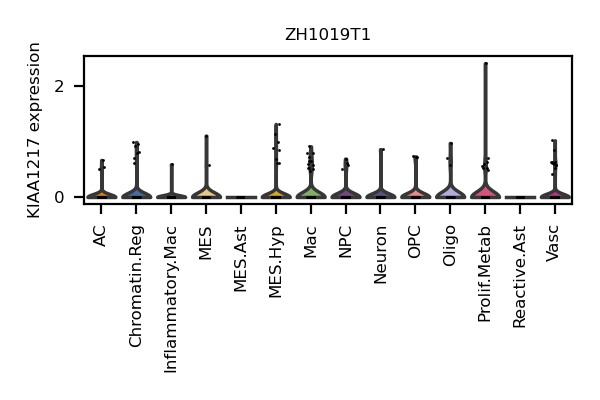 ZH1019T1
KIAA1217 expression
2
0
AC
Chromatin.Reg
Inflammatory.Mac
MES
MES.Ast
MES.Hyp
Mac
NPC
Neuron
OPC
Oligo
Prolif.Metab
Reactive.Ast
Vasc